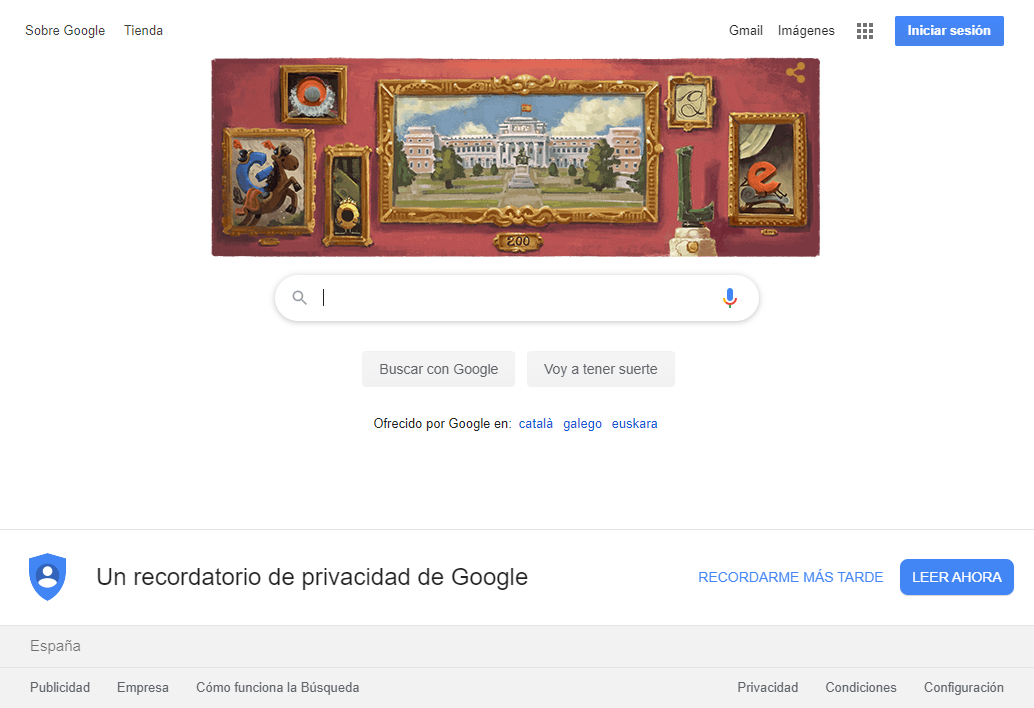 Sobre Google Tienda
Gmail Imágenes Iniciar sesión
200
Buscar con Google Voy a tener suerte
Ofrecido por Google en: català galego euskara
Un recordatorio de privacidad de Google
RECORDARME MÁS TARDE LEER AHORA
España
Publicidad Empresa Cómo funciona la Búsqueda
Privacidad Condiciones Configuración